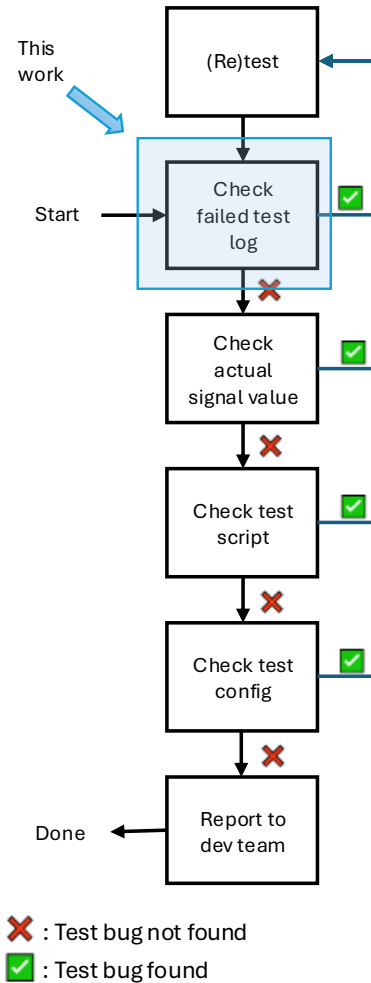 This
work
(Re)test
Start
Check
failed test
log
Check
actual
signal value
Check test
script
Check test
config
Report to
dev team
Done
: Test bug not found
: Test bug found